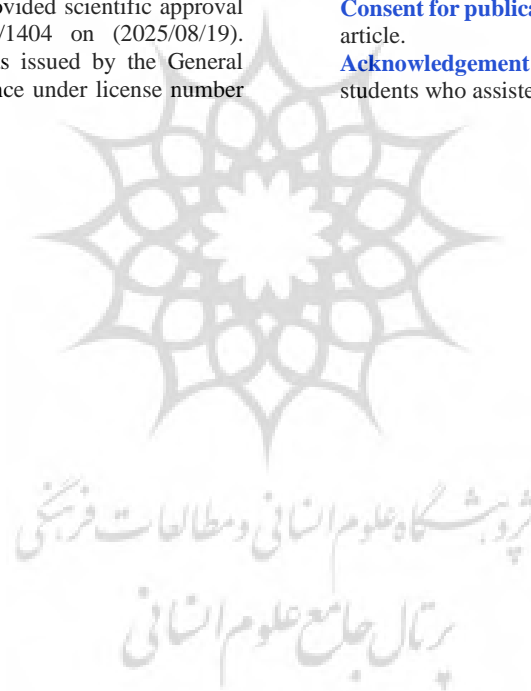 ovided scientific approval
/1404 on (2025/08/19).
s issued by the General
nce under license number
Consent for publica
article.
Acknowledgement
students who assiste
پژوهشگاه علوم انسانی و مطالعات فرهنگی
پرتال جامع علوم انسانی